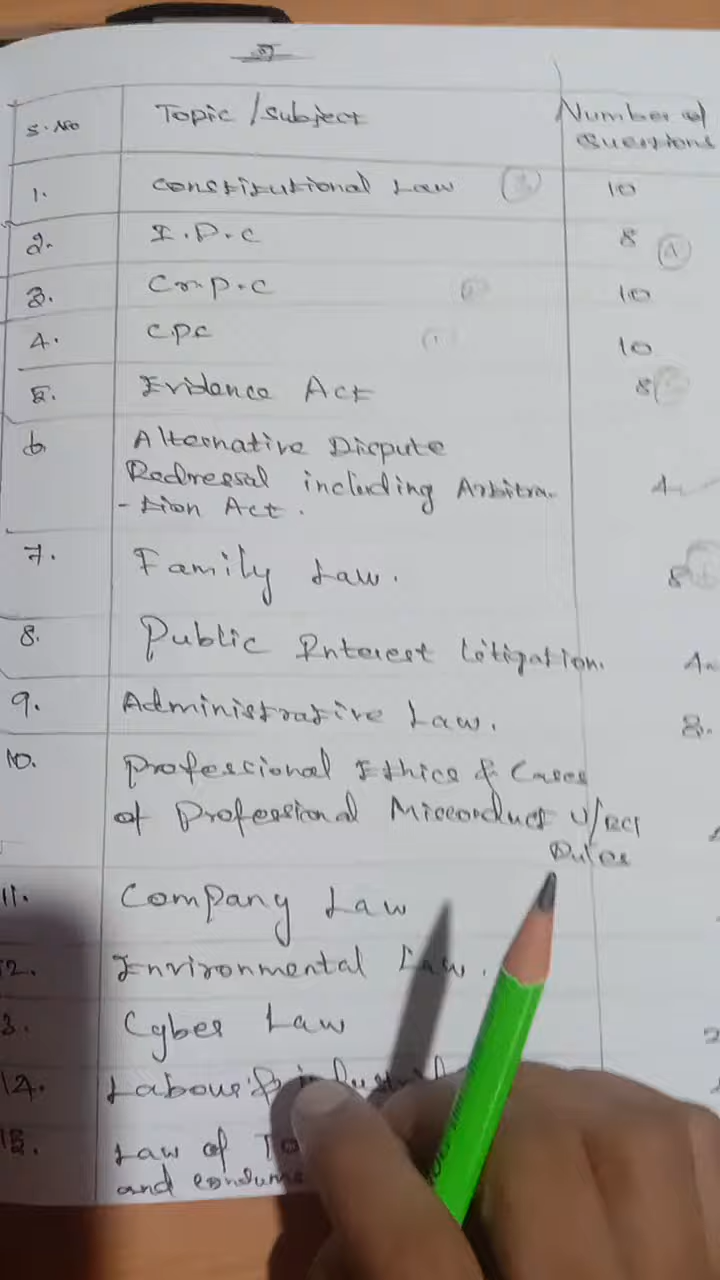 S.No Topic/Subject Number of Questions
1. Constitutional Law 10
2. I.P.C 8
3. Cr.P.C 10
4. CPC 10
5. Evidence Act 8
6 Alternative Dispute
Redressal including Arbitra
-tion Act. 4
7. Family Law. 8
8. Public Interest Litigation. 4
9. Administrative Law. 3.
10. Professional Ethics & Cases
of Professional Misconduct U/BCI
Rules
11. Company Law
12. Environmental Law.
3. Cyber Law 2
14. Labour &
15. Law of
and